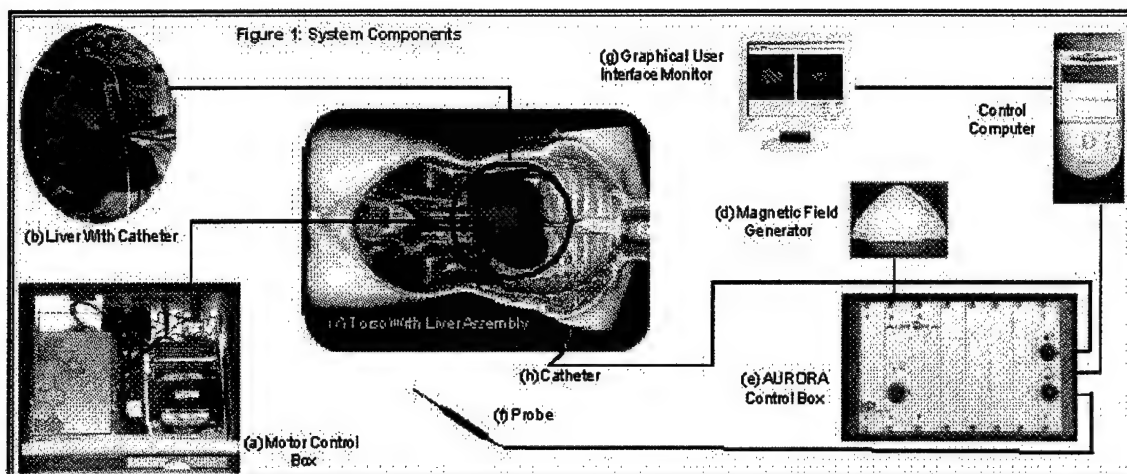 Figure 1: System Components
(g) Graphical User
Interface Monitor
Control
Computer
(d) Magnetic Field
Generator
(b) Liver With Catheter
(c) Torso With Liver Assembly
(h) Catheter
(e) AURORA
Control Box
(f) Probe
(a) Motor Control
Box